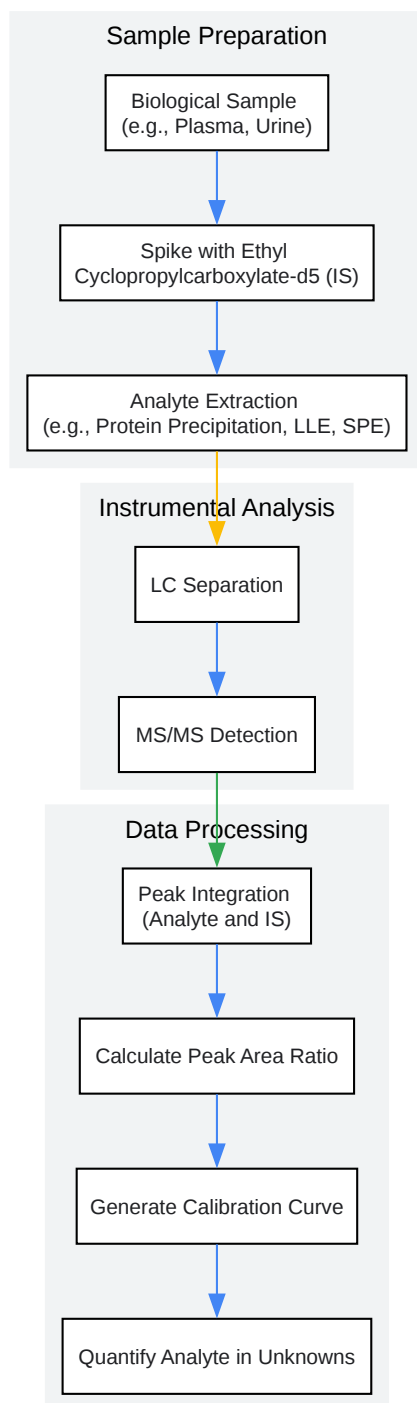 Sample Preparation
Biological Sample
(e.g., Plasma, Urine)
Spike with Ethyl
Cyclopropylcarboxylate-d5 (IS)
Analyte Extraction
(e.g., Protein Precipitation, LLE, SPE)
Instrumental Analysis
LC Separation
MS/MS Detection
Data Processing
Peak Integration
(Analyte and IS)
Calculate Peak Area Ratio
Generate Calibration Curve
Quantify Analyte in Unknowns